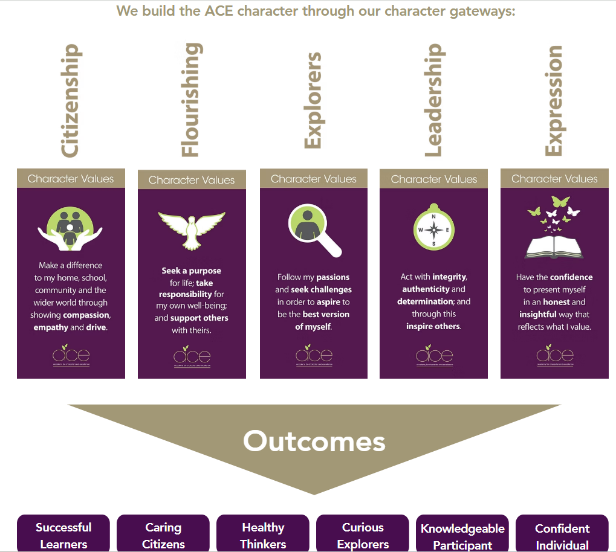 We build the ACE character through our character gateways:
Citizenship
Flourishing
Explorers
Leadership
Expression
Character Values
Make a difference
to my home, school,
community and the
wider world through
showing compassion,
empathy and drive.
ace
Character Values
Seek a purpose
for life; take
responsibility for
my own well-being;
and support others
with theirs.
ace
Character Values
Follow my passions
and seek challenges
in order to aspire to
be the best version
of myself.
ace
Character Values
N
W E
S
Act with integrity,
authenticity and
determination; and
through this
inspire others.
ace
Character Values
Have the confidence
to present myself
in an honest and
insightful way that
reflects what I value.
ace
Outcomes
Successful
Learners
Caring
Citizens
Healthy
Thinkers
Curious
Explorers
Knowledgeable
Participant
Confident
Individual